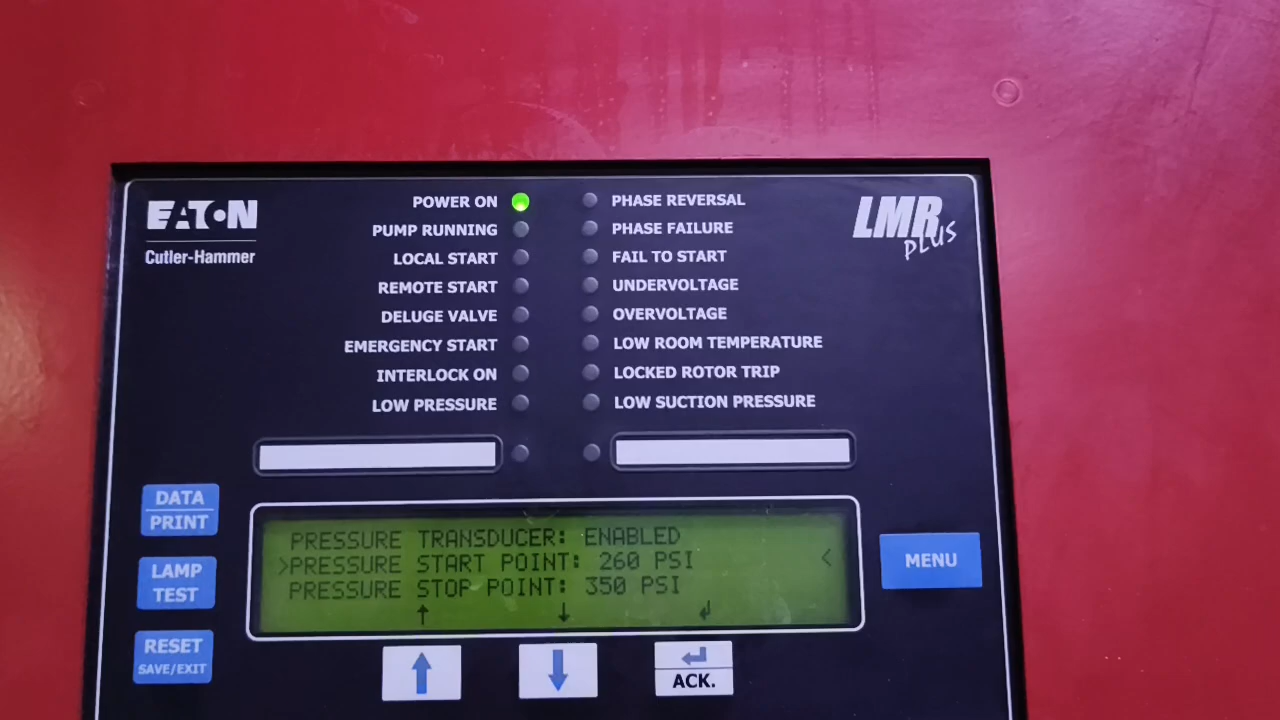 EATON
Cutler-Hammer
POWER ON
PUMP RUNNING
LOCAL START
REMOTE START
DELUGE VALVE
EMERGENCY START
INTERLOCK ON
LOW PRESSURE
PHASE REVERSAL
PHASE FAILURE
FAIL TO START
UNDERVOLTAGE
OVERVOLTAGE
LOW ROOM TEMPERATURE
LOCKED ROTOR TRIP
LOW SUCTION PRESSURE
LMR
PLUS
DATA
PRINT
LAMP
TEST
RESET
SAVE/EXIT
PRESSURE TRANSDUCER: ENABLED
>PRESSURE START POINT: 260 PSI <
PRESSURE STOP POINT: 350 PSI
↑ ↓ ↲
MENU
↑ ↓ ↲
ACK.